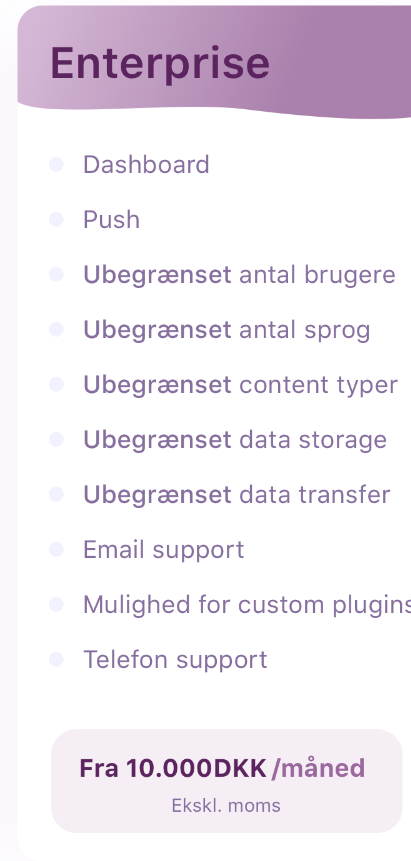 Enterprise
Dashboard
Push
Ubegrænset antal brugere
Ubegrænset antal sprog
Ubegrænset content typer
Ubegrænset data storage
Ubegrænset data transfer
Email support
Mulighed for custom plugins
Telefon support
Fra 10.000DKK /måned
Ekskl. moms